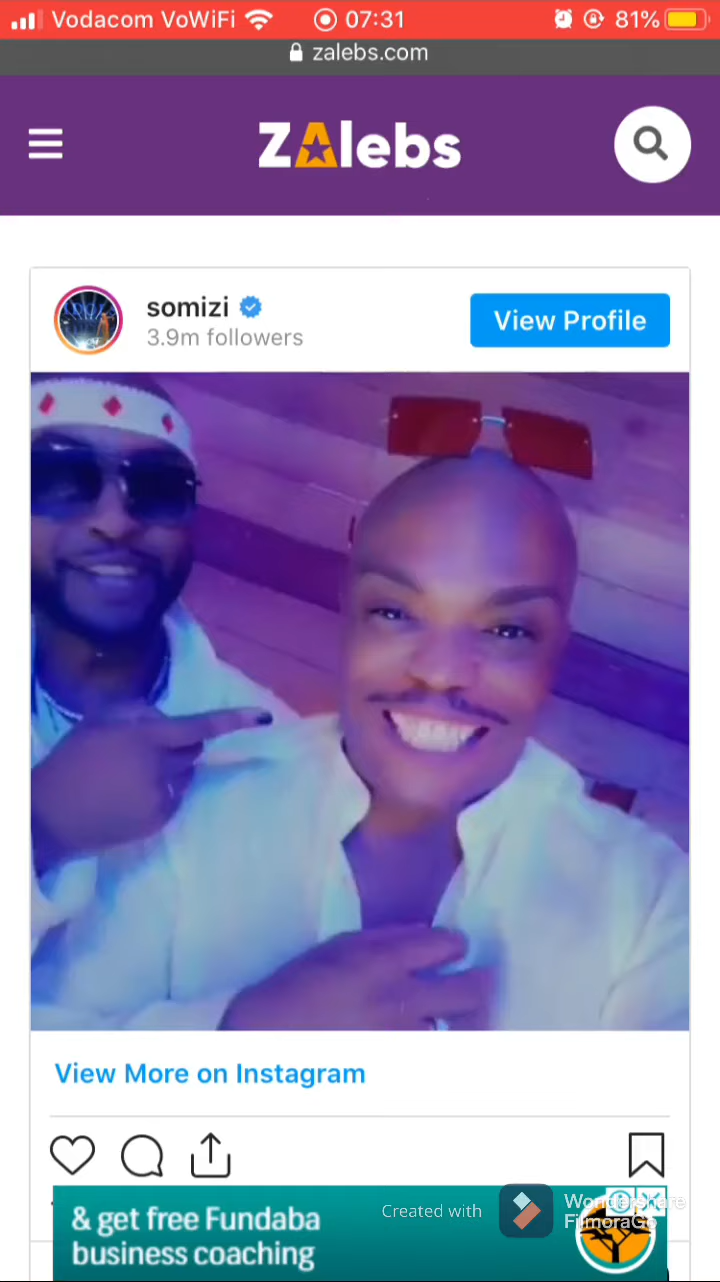 Vodacom VoWiFi 07:31 81%
zalebs.com
ZAlebs
somizi
3.9m followers
View Profile
View More on Instagram
& get free Fundaba
business coaching
Created with
Wondershare
FilmoraGo